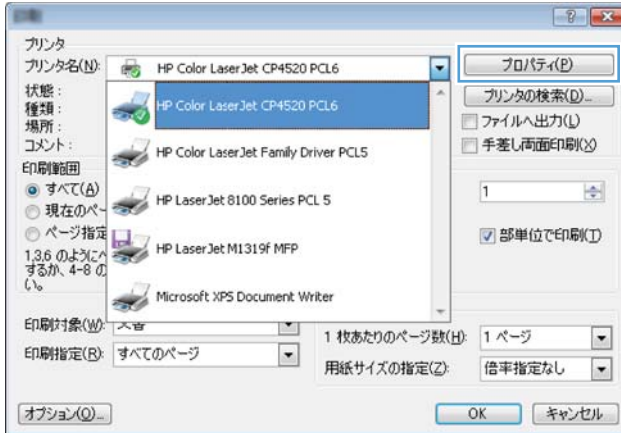 プリンタ
プリンタ名(N): HP Color LaserJet CP4520 PCL6 プロパティ(P)
状態 :
HP Color LaserJet CP4520 PCL6 プリンタの検索(D)...
種類 :
場所 : ファイルへ出力(L)
コメント : HP Color LaserJet Family Driver PCL5 手差し両面印刷(X)
印刷範囲
すべて(A) HP LaserJet 8100 Series PCL 5 1
現在のペー
ページ指定 部単位で印刷(T)
1,3,6 のように HP LaserJet M1319f MFP
するか、4-8 の
い。
Microsoft XPS Document Writer
印刷対象(W): 文書
1 枚あたりのページ数(H): 1 ページ
印刷指定(R): すべてのページ
用紙サイズの指定(Z): 倍率指定なし
オプション(O)... OK キャンセル